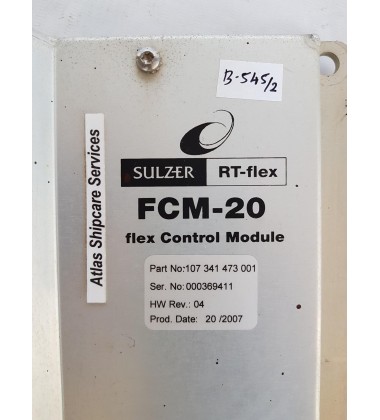 B-545/2
SULZER RT-flex
FCM-20
flex Control Module
Atlas Shipcare Services
Part No:107 341 473 001
Ser. No: 000369411
HW Rev.: 04
Prod. Date: 20 /2007